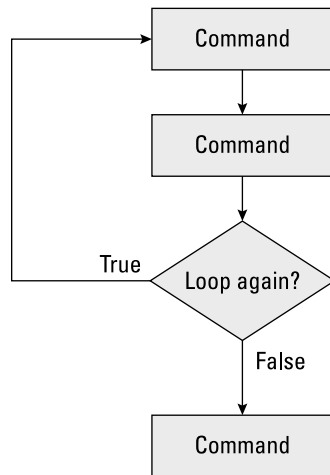 Command
Command
True
Loop again?
False
Command